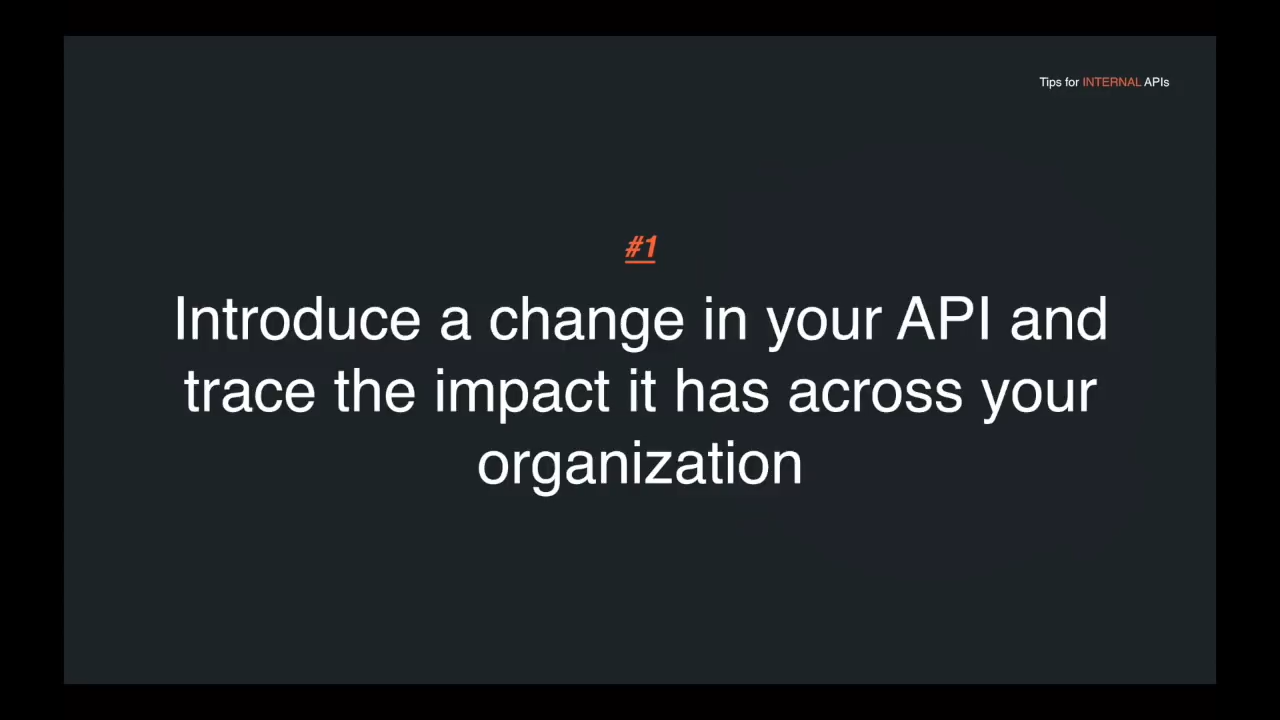 Tips for INTERNAL APIs
#1
Introduce a change in your API and
trace the impact it has across your
organization